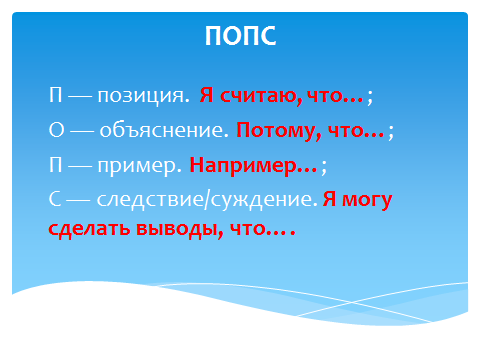 ПОПС
П — позиция. Я считаю, что…;
О — объяснение. Потому, что…;
П — пример. Например…;
С — следствие/суждение. Я могу
сделать выводы, что….